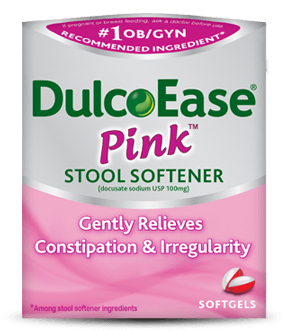 If pregnant or breast feeding, ask a doctor before use
#1 OB/GYN
RECOMMENDED INGREDIENT*
DulcoEase®
Pink™
STOOL SOFTENER
(docusate sodium USP 100mg)
Gently Relieves
Constipation & Irregularity
SOFTGELS
*Among stool softener ingredients